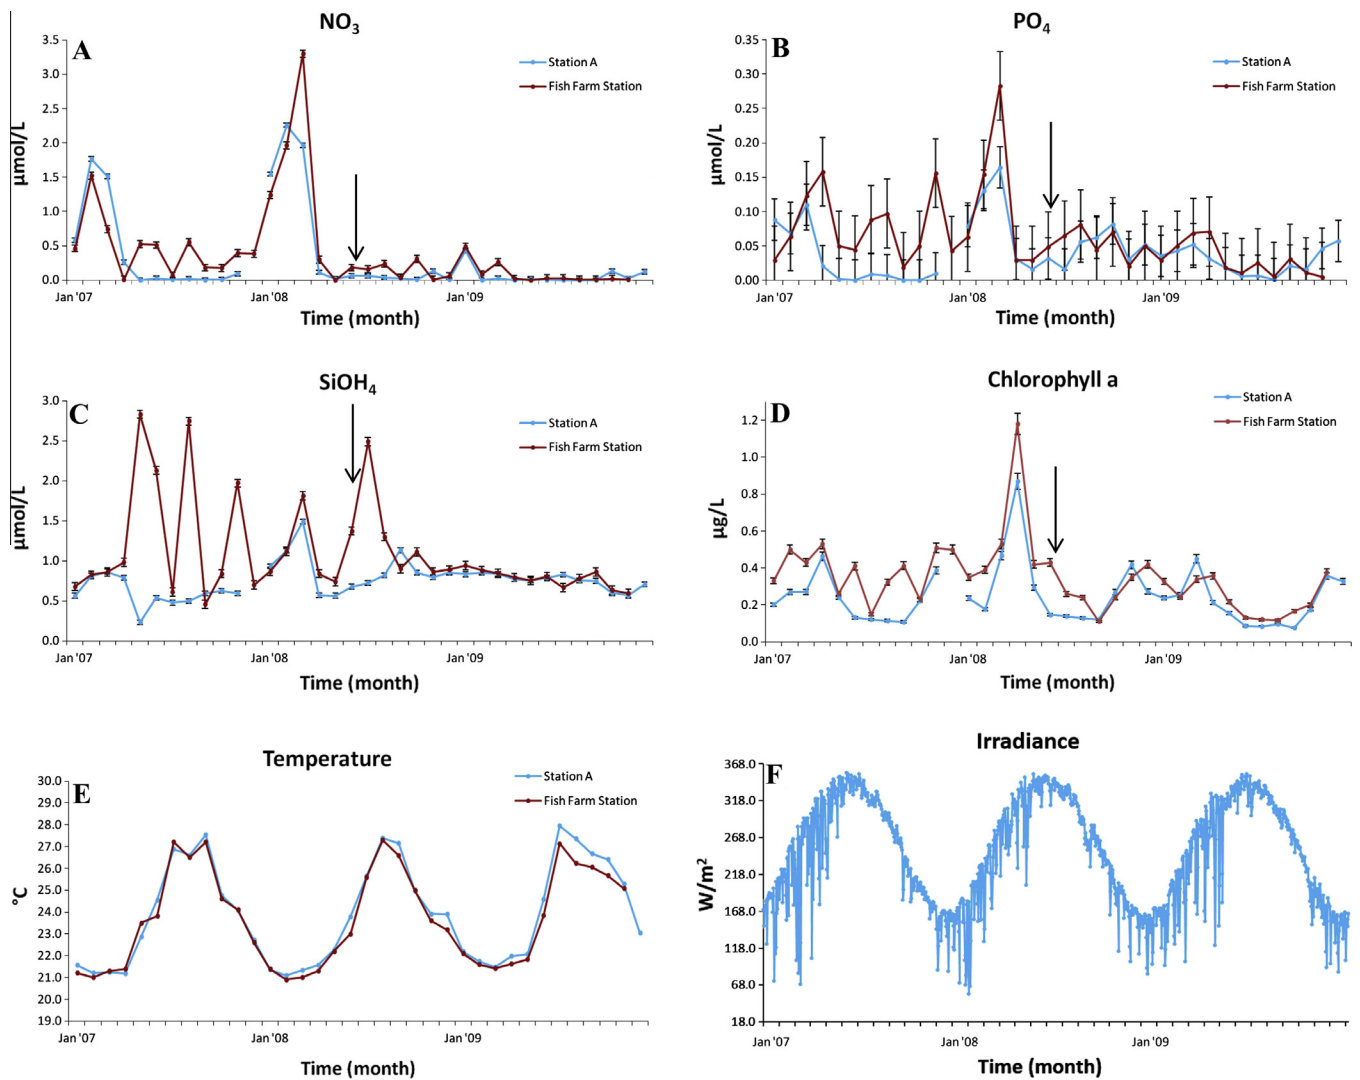 NO3
A
3.5
3.0
2.5
2.0
1.5
1.0
0.5
0.0
µmol/L
Station A
Fish Farm Station
Jan '07
Jan '08
Jan '09
Time (month)
PO4
B
0.35
0.30
0.25
0.20
0.15
0.10
0.05
0.00
µmol/L
Station A
Fish Farm Station
Jan '07
Jan '08
Jan '09
Time (month)
SiOH4
C
3.0
2.5
2.0
1.5
1.0
0.5
0.0
µmol/L
Station A
Fish Farm Station
Jan '07
Jan '08
Jan '09
Time (month)
Chlorophyll a
D
1.2
1.0
0.8
0.6
0.4
0.2
0.0
µg/L
Station A
Fish Farm Station
Jan '07
Jan '08
Jan '09
Time (month)
Temperature
E
30.0
29.0
28.0
27.0
26.0
25.0
24.0
23.0
22.0
21.0
20.0
19.0
°C
Station A
Fish Farm Station
Jan '07
Jan '08
Jan '09
Time (month)
Irradiance
F
368.0
318.0
268.0
218.0
168.0
118.0
68.0
18.0
W/m2
Jan '07
Jan '08
Jan '09
Time (month)